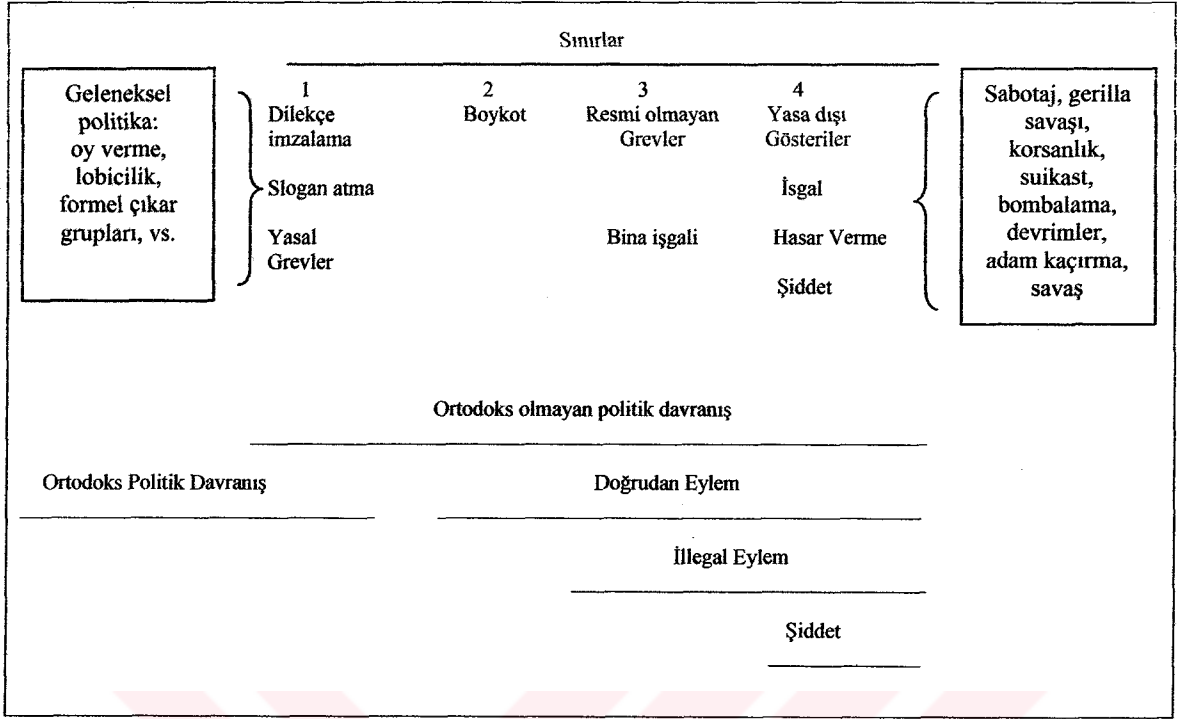 Sınırlar
Geleneksel
politika:
oy verme,
lobicilik,
formel çıkar
grupları, vs.
1
Dilekçe
imzalama
Slogan atma
Yasal
Grevler
2
Boykot
3
Resmi olmayan
Grevler
Bina işgali
4
Yasa dışı
Gösteriler
İsgal
Hasar Verme
Şiddet
Sabotaj, gerilla
savaşı,
korsanlık,
suikast,
bombalama,
devrimler,
adam kaçırma,
savaş
Ortodoks olmayan politik davranış
Ortodoks Politik Davranış
Doğrudan Eylem
İllegal Eylem
Şiddet